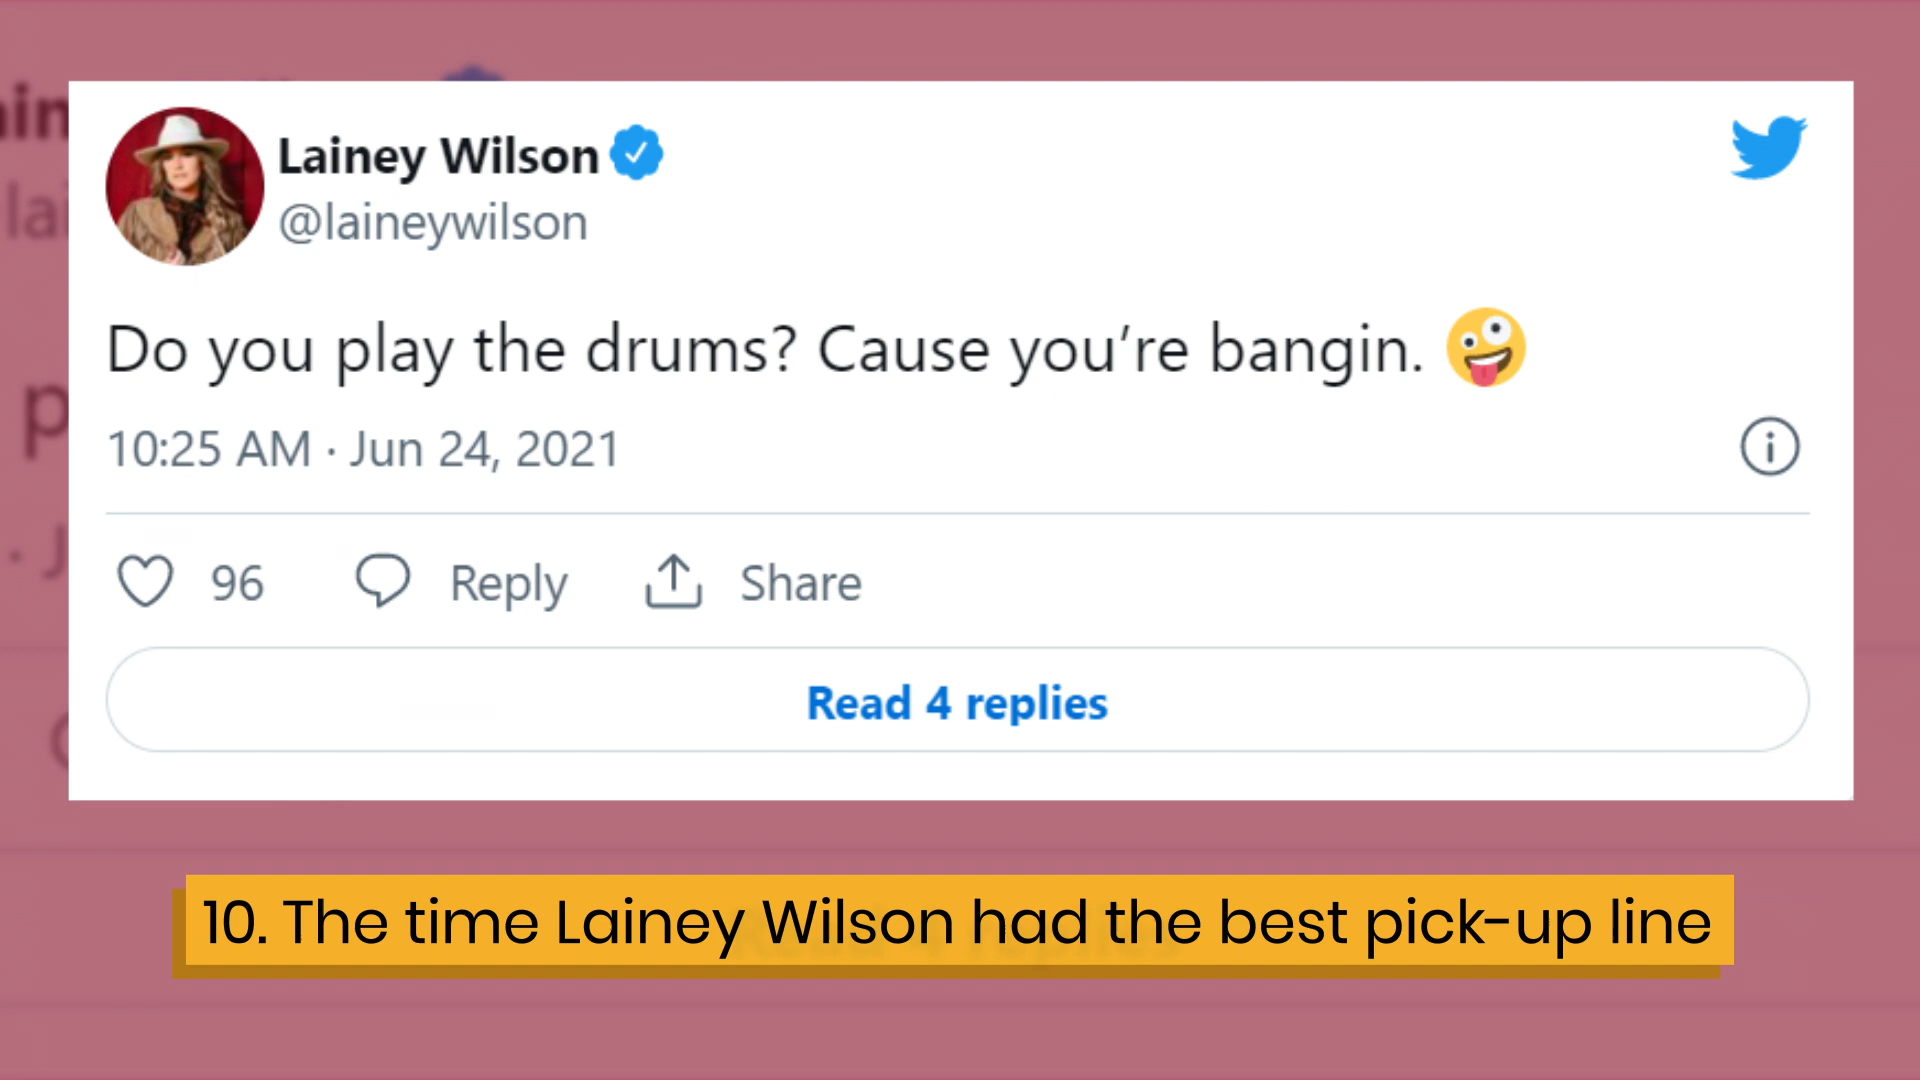 Lainey Wilson
@laineywilson
Do you play the drums? Cause you’re bangin. 🤪
10:25 AM · Jun 24, 2021
96 Reply Share
Read 4 replies
10. The time Lainey Wilson had the best pick-up line